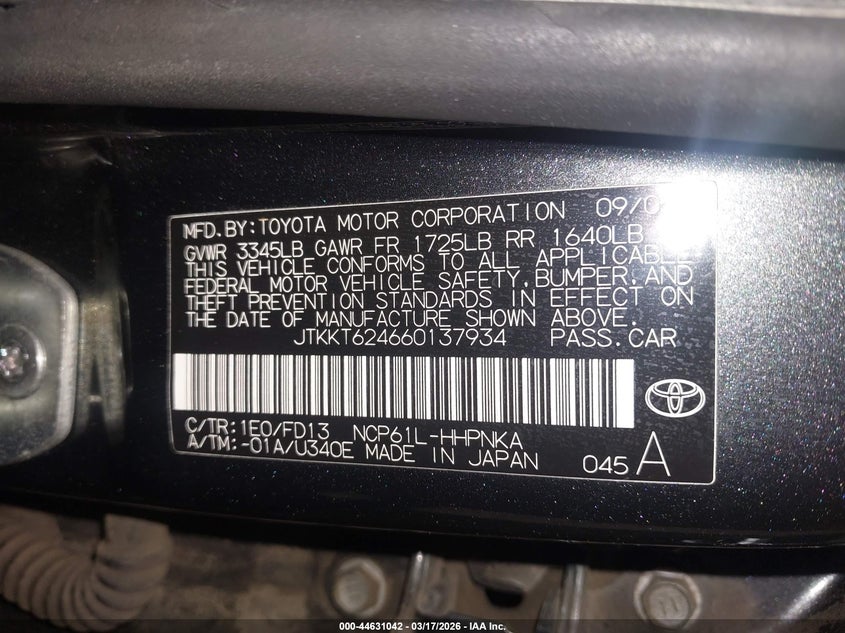 MFD. BY: TOYOTA MOTOR CORPORATION 09/0
GVWR 3345LB GAWR FR 1725LB RR 1640LB
THIS VEHICLE CONFORMS TO ALL APPLICABLE
FEDERAL MOTOR VEHICLE SAFETY, BUMPER, AND
THEFT PREVENTION STANDARDS IN EFFECT ON
THE DATE OF MANUFACTURE SHOWN ABOVE.
JTKKT624660137934 PASS. CAR
C/TR: 1E0/FD13 NCP61L-HHPNKA
A/TM: -01A/U340E MADE IN JAPAN 045 A
000-44631042 - 03/17/2026 - IAA Inc.